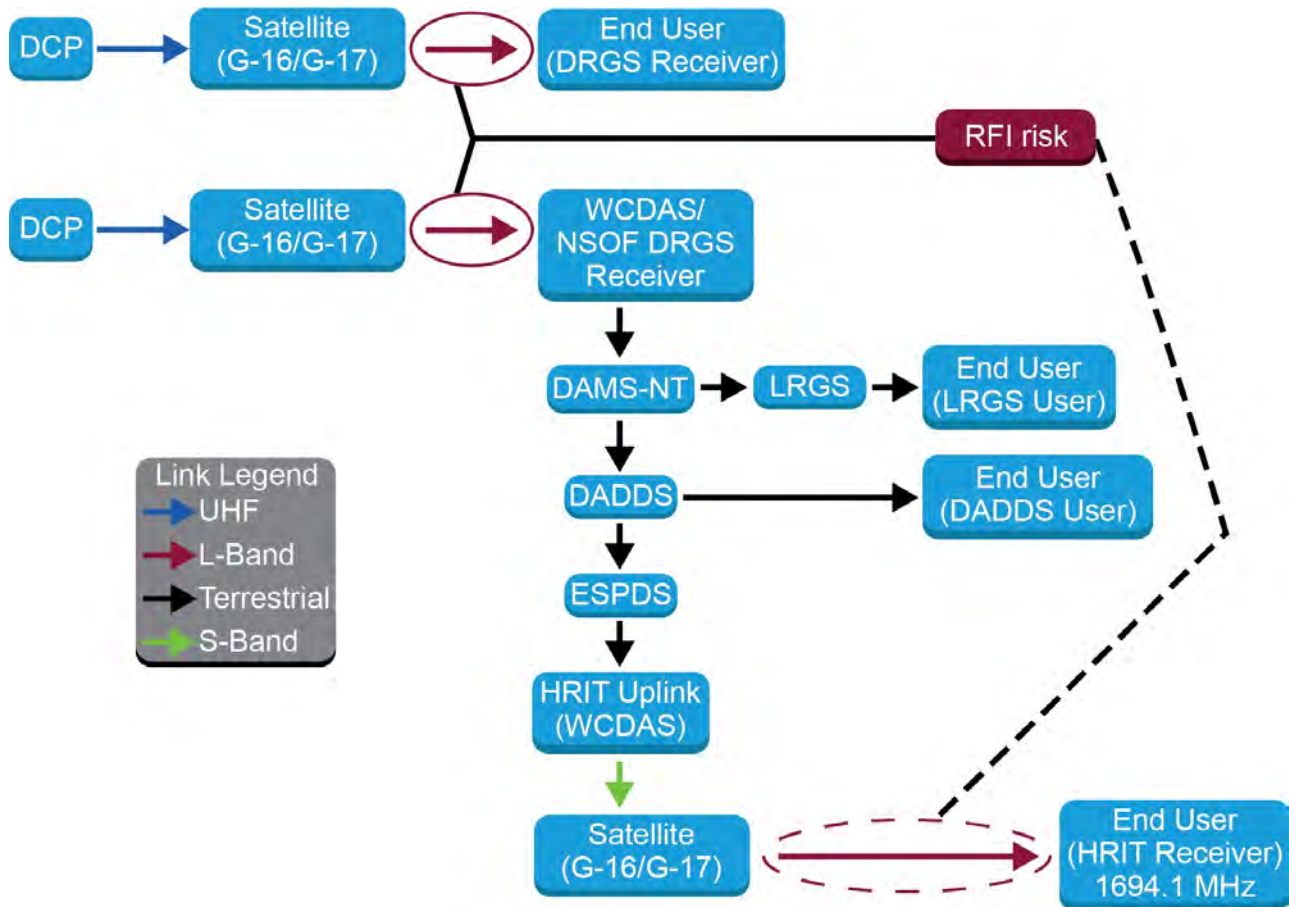 DCP
Satellite
(G-16/G-17)
End User
(DRGS Receiver)
RFI risk
DCP
Satellite
(G-16/G-17)
WCDAS/
NSOF DRGS
Receiver
DAMS-NT
LRGS
End User
(LRGS User)
Link Legend
UHF
L-Band
Terrestrial
S-Band
DADDS
End User
(DADDS User)
ESPDS
HRIT Uplink
(WCDAS)
Satellite
(G-16/G-17)
End User
(HRIT Receiver)
1694.1 MHz